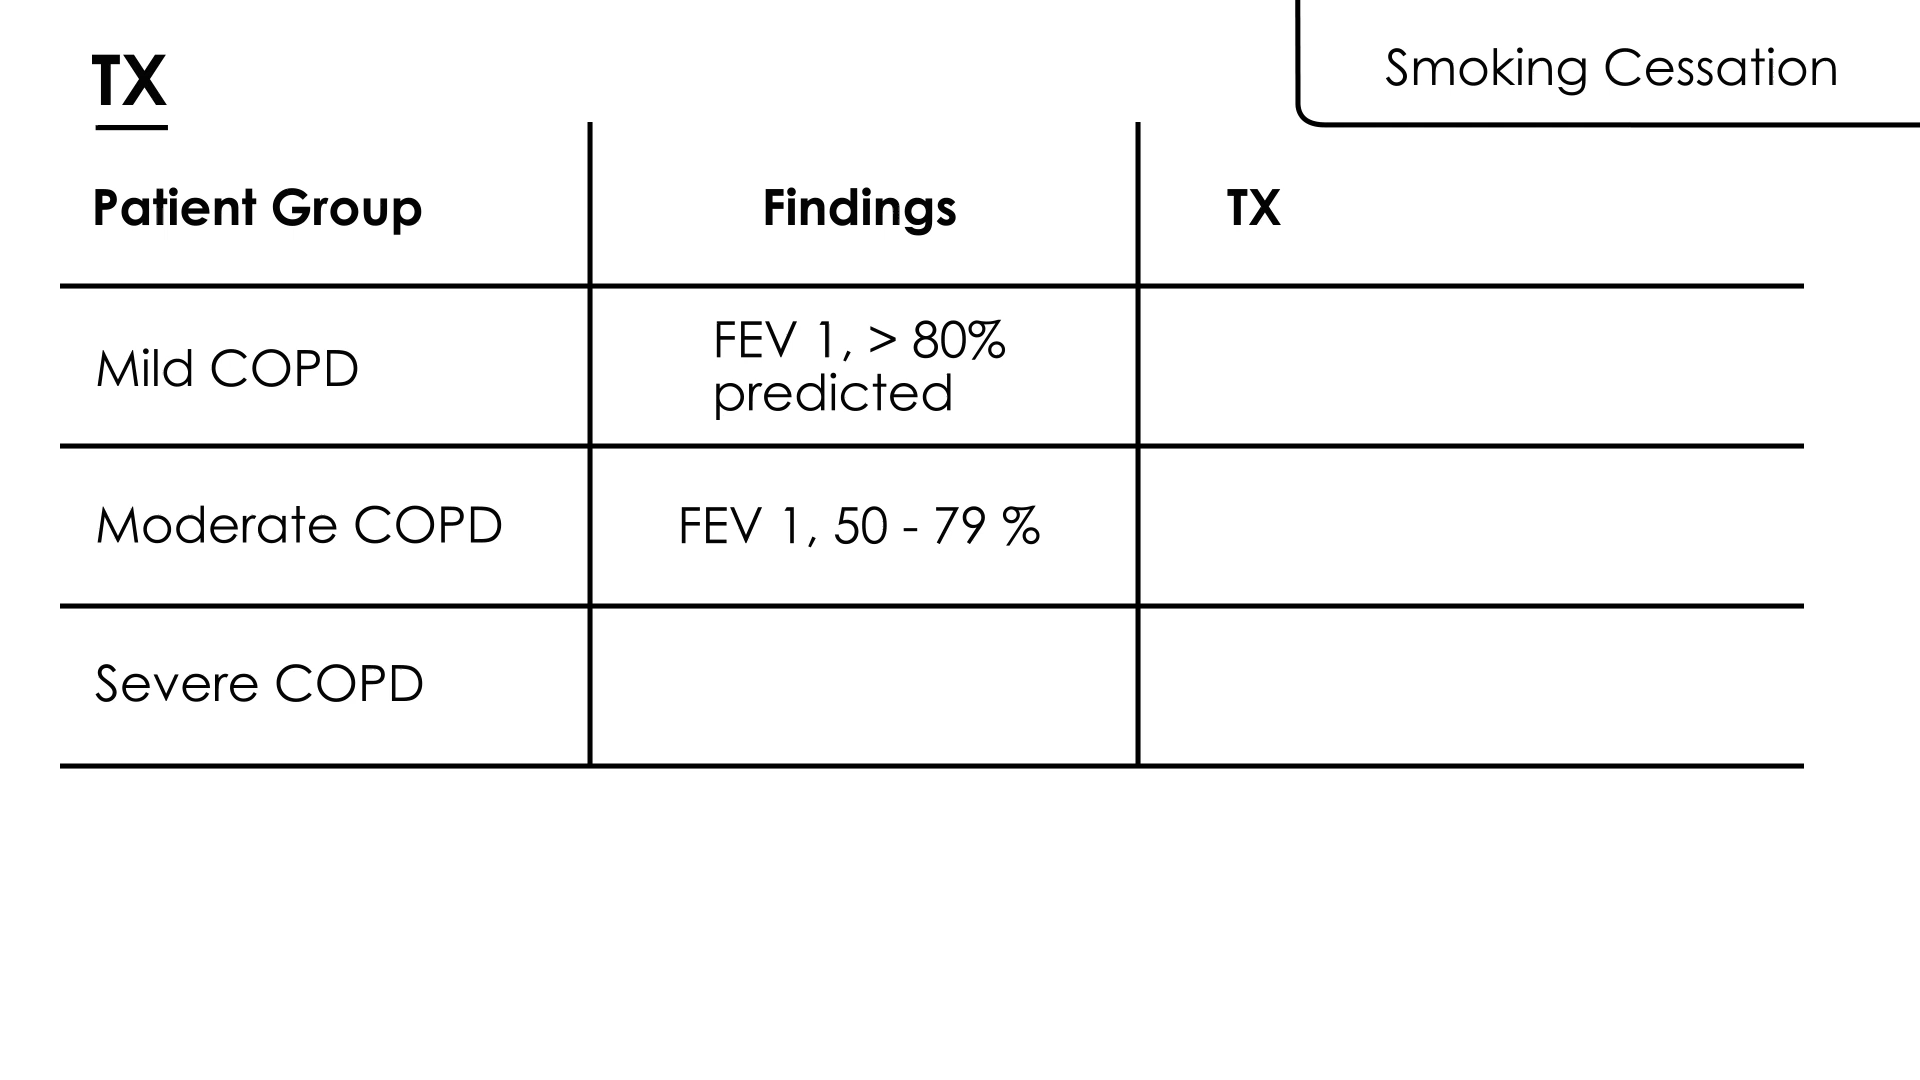 TX
Smoking Cessation
Patient Group
Findings
TX
Mild COPD
FEV 1, > 80%
predicted
Moderate COPD
FEV 1, 50 - 79 %
Severe COPD